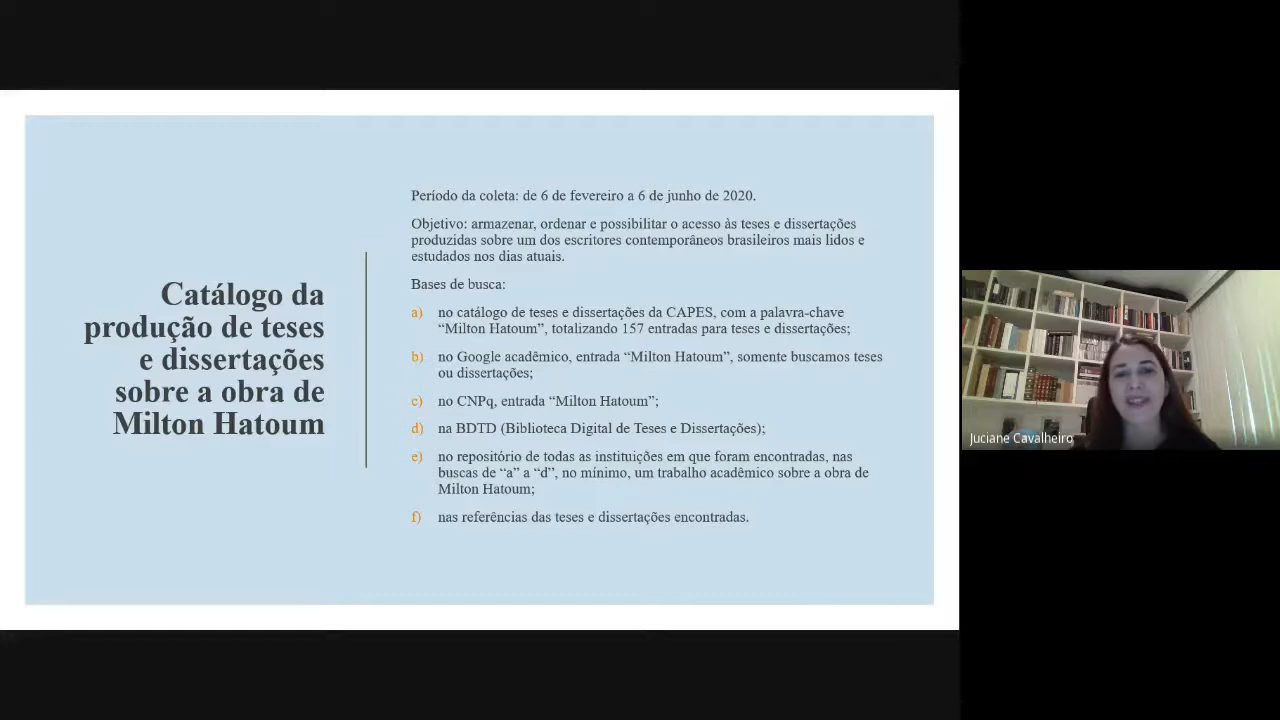 Catálogo da
produção de teses
e dissertações
sobre a obra de
Milton Hatoum
Período da coleta: de 6 de fevereiro a 6 de junho de 2020.
Objetivo: armazenar, ordenar e possibilitar o acesso às teses e dissertações
produzidas sobre um dos escritores contemporâneos brasileiros mais lidos e
estudados nos dias atuais.
Bases de busca:
a) no catálogo de teses e dissertações da CAPES, com a palavra-chave
“Milton Hatoum”, totalizando 157 entradas para teses e dissertações;
b) no Google acadêmico, entrada “Milton Hatoum”, somente buscamos teses
ou dissertações;
c) no CNPq, entrada “Milton Hatoum”;
d) na BDTD (Biblioteca Digital de Teses e Dissertações);
e) no repositório de todas as instituições em que foram encontradas, nas
buscas de “a” a “d”, no mínimo, um trabalho acadêmico sobre a obra de
Milton Hatoum;
f) nas referências das teses e dissertações encontradas.
Juciane Cavalheiro